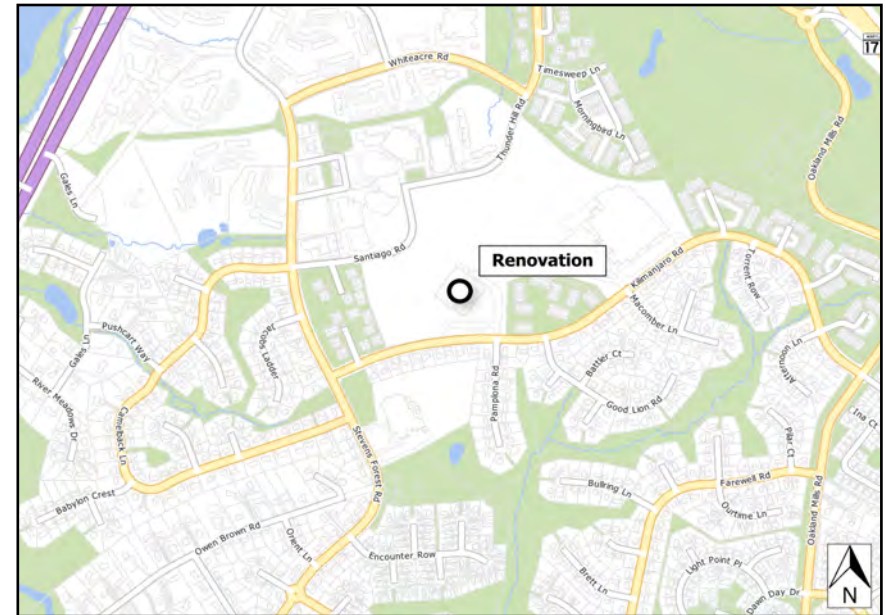 Whiteacre Rd
Timesweep Ln
Morningbird Ln
17
Oakland Mills Rd
Thunder Hill Rd
Gales Ln
Santiago Rd
Renovation
Kilimanjaro Rd
Torrent Row
Macomber Ln
Jacobs Ladder
Pushcart Way
Gales Ln
River Meadows Dr
Camelback Ln
Battler Ct
Afternoon Ln
Good Lion Rd
Pamplona Rd
Ina Ct
Pilar Ct
Stevens Forest Rd
Babylon Crest
Bullring Ln
Farewell Rd
Oakland Mills Rd
Ourtime Ln
Owen Brown Rd
Orient Ln
Encounter Row
Brett Ln
Light Point Pl
Dawn Day Dr
N